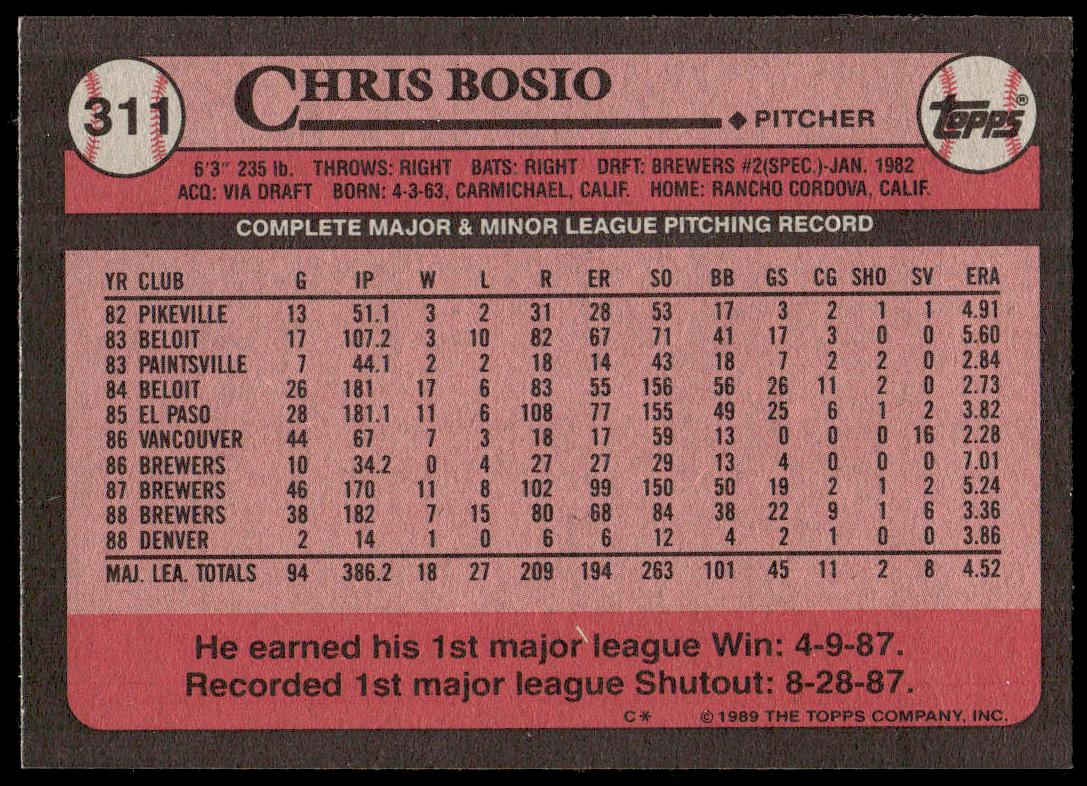 311
CHRIS BOSIO
◆ PITCHER
TOPPS®
6'3" 235 lb. THROWS: RIGHT BATS: RIGHT DRFT: BREWERS #2(SPEC.)-JAN. 1982
ACQ: VIA DRAFT BORN: 4-3-63, CARMICHAEL, CALIF. HOME: RANCHO CORDOVA, CALIF.
COMPLETE MAJOR & MINOR LEAGUE PITCHING RECORD
YR CLUB G IP W L R ER SO BB GS CG SHO SV ERA
82 PIKEVILLE 13 51.1 3 2 31 28 53 17 3 2 1 1 4.91
83 BELOIT 17 107.2 3 10 82 67 71 41 17 3 0 0 5.60
83 PAINTSVILLE 7 44.1 2 2 18 14 43 18 7 2 2 0 2.84
84 BELOIT 26 181 17 6 83 55 156 56 26 11 2 0 2.73
85 EL PASO 28 181.1 11 6 108 77 155 49 25 6 1 2 3.82
86 VANCOUVER 44 67 7 3 18 17 59 13 0 0 0 16 2.28
86 BREWERS 10 34.2 0 4 27 27 29 13 4 0 0 0 7.01
87 BREWERS 46 170 11 8 102 99 150 50 19 2 1 2 5.24
88 BREWERS 38 182 7 15 80 68 84 38 22 9 1 6 3.36
88 DENVER 2 14 1 0 6 6 12 4 2 1 0 0 3.86
MAJ. LEA. TOTALS 94 386.2 18 27 209 194 263 101 45 11 2 8 4.52
He earned his 1st major league Win: 4-9-87.
Recorded 1st major league Shutout: 8-28-87.
C* © 1989 THE TOPPS COMPANY, INC.